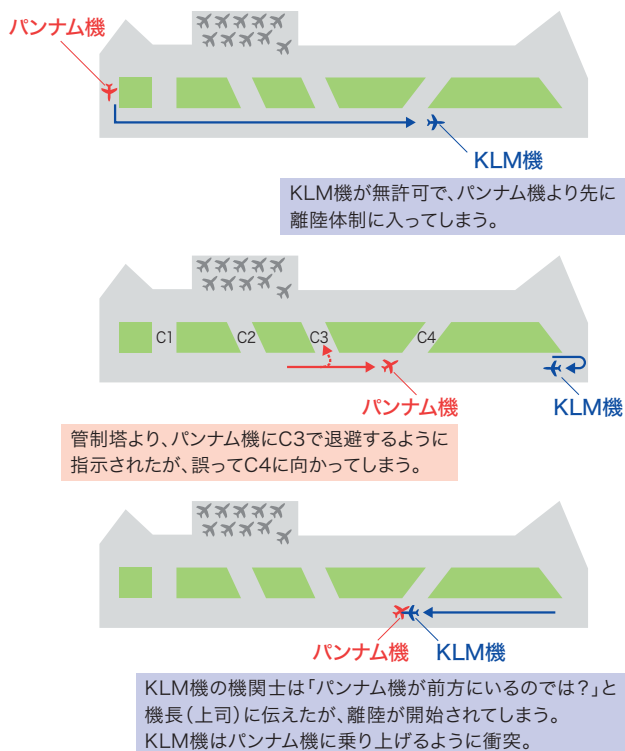 パンナム機
KLM機
KLM機が無許可で、パンナム機より先に
離陸体制に入ってしまう。
C1
C2
C3
C4
パンナム機
KLM機
管制塔より、パンナム機にC3で退避するように
指示されたが、誤ってC4に向かってしまう。
パンナム機
KLM機
KLM機の機関士は「パンナム機が前方にいるのでは？」と
機長（上司）に伝えたが、離陸が開始されてしまう。
KLM機はパンナム機に乗り上げるように衝突。